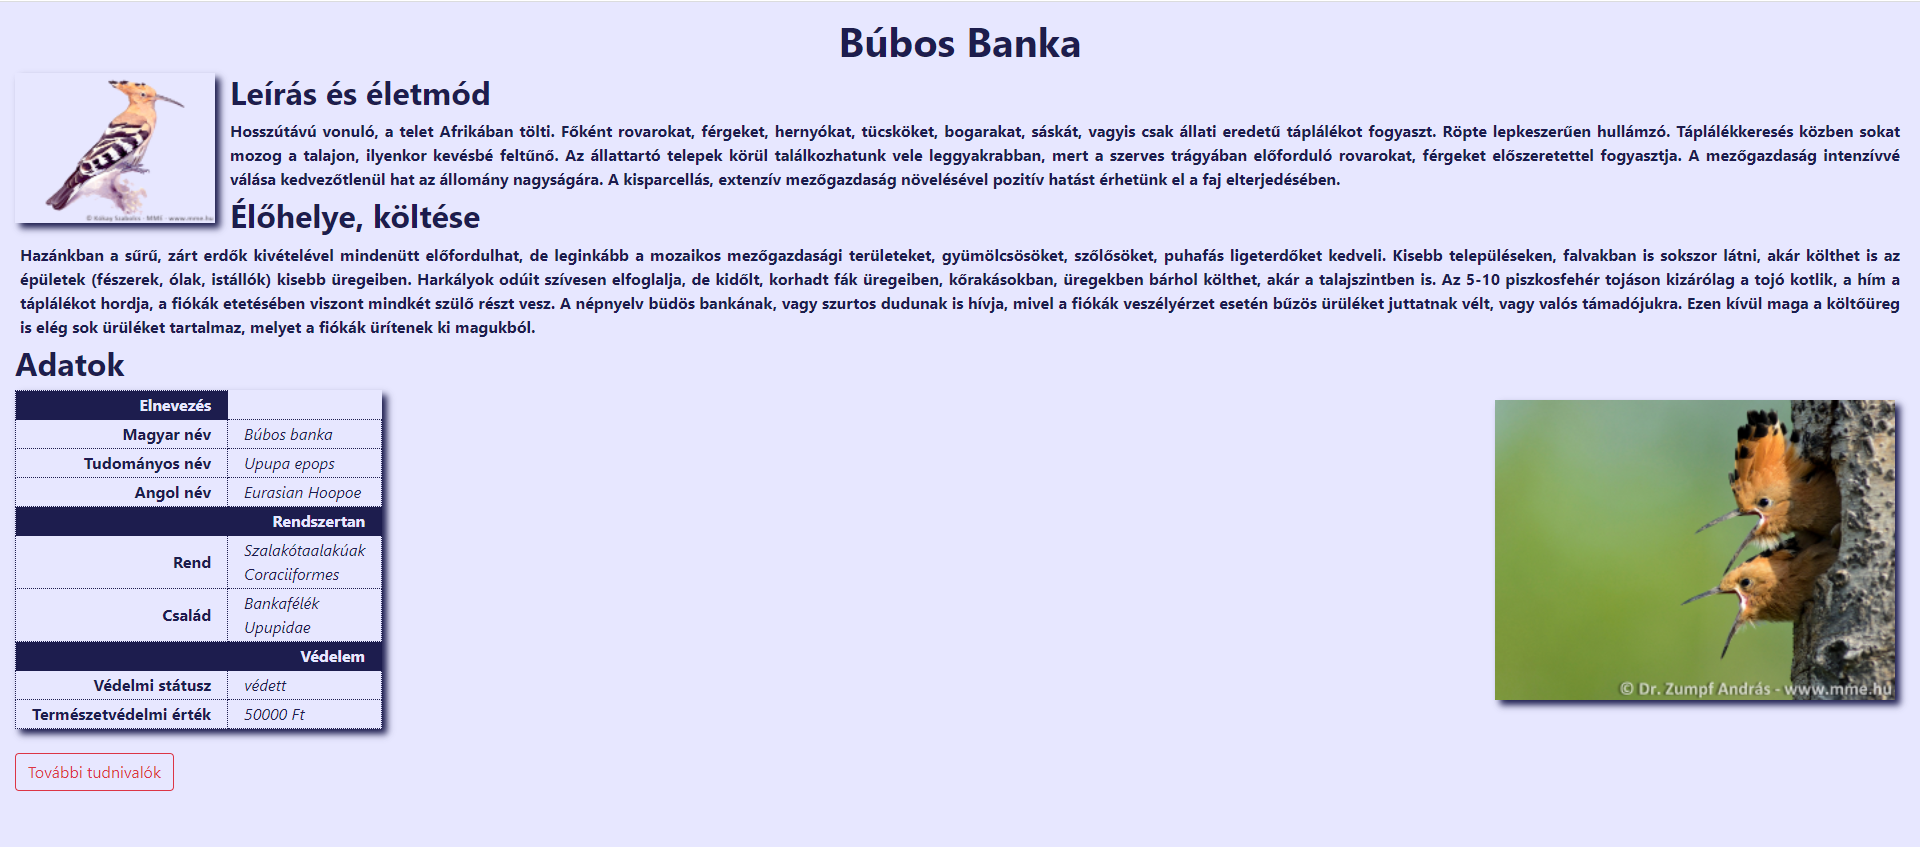 Búbos Banka
Leírás és életmód
Hosszútávú vonuló, a telet Afrikában tölti. Főként rovarokat, férgeket, hernyókat, tücsköket, bogarakat, sáskát, vagyis csak állati eredetű táplálékot fogyaszt. Röpte lepkeszerűen hullámzó. Táplálékkeresés közben sokat
mozog a talajon, ilyenkor kevésbé feltűnő. Az állattartó telepek körül találkozhatunk vele leggyakrabban, mert a szerves trágyában előforduló rovarokat, férgeket előszeretettel fogyasztja. A mezőgazdaság intenzívvé
válása kedvezőtlenül hat az állomány nagyságára. A kisparcellás, extenzív mezőgazdaság növelésével pozitív hatást érhetünk el a faj elterjedésében.
© Kókay Szabolcs - MME - www.mme.hu
Élőhelye, költése
Hazánkban a sűrű, zárt erdők kivételével mindenütt előfordulhat, de leginkább a mozaikos mezőgazdasági területeket, gyümölcsösöket, szőlősöket, puhafás ligeterdőket kedveli. Kisebb településeken, falvakban is sokszor látni, akár költhet is az
épületek (fészerek, ólak, istállók) kisebb üregeiben. Harkályok odúit szívesen elfoglalja, de kidőlt, korhadt fák üregeiben, kőrakásokban, üregekben bárhol költhet, akár a talajszintben is. Az 5-10 piszkosfehér tojáson kizárólag a tojó kotlik, a hím a
táplálékot hordja, a fiókák etetésében viszont mindkét szülő részt vesz. A népnyelv büdös bankának, vagy szurtos dudunak is hívja, mivel a fiókák veszélyérzet esetén bűzös ürüléket juttatnak vélt, vagy valós támadójukra. Ezen kívül maga a költőüreg
is elég sok ürüléket tartalmaz, melyet a fiókák ürítenek ki magukból.
Adatok
Elnevezés
Magyar név Búbos banka
Tudományos név Upupa epops
Angol név Eurasian Hoopoe
Rendszertan
Rend Szalakótaalakúak
Coraciiformes
Család Bankafélék
Upupidae
Védelem
Védelmi státusz védett
Természetvédelmi érték 50000 Ft
© Dr. Zumpf András - www.mme.hu
További tudnivalók